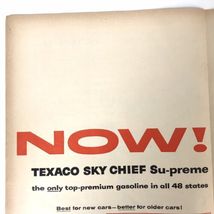 NOW!
TEXACO SKY CHIEF Su-preme
the only top-premium gasoline in all 48 states
Best for new cars—better for older cars!